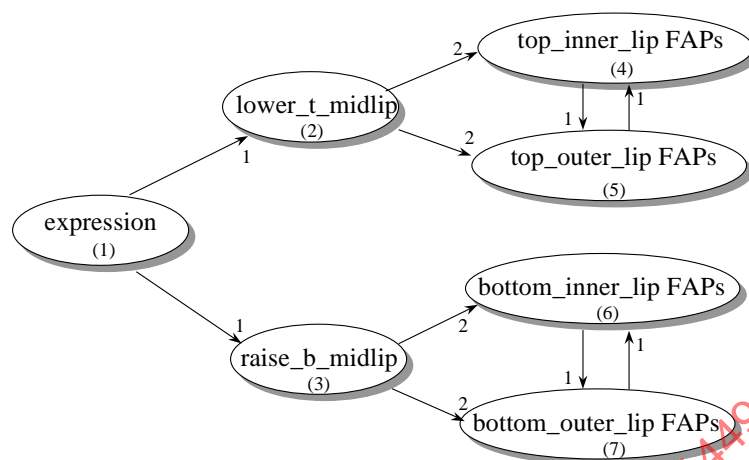 top_inner_lip FAPs
(4)
2
lower_t_midlip
(2)
1
1
2
1
top_outer_lip FAPs
(5)
expression
(1)
bottom_inner_lip FAPs
(6)
1
2
raise_b_midlip
(3)
1
1
2
bottom_outer_lip FAPs
(7)
449